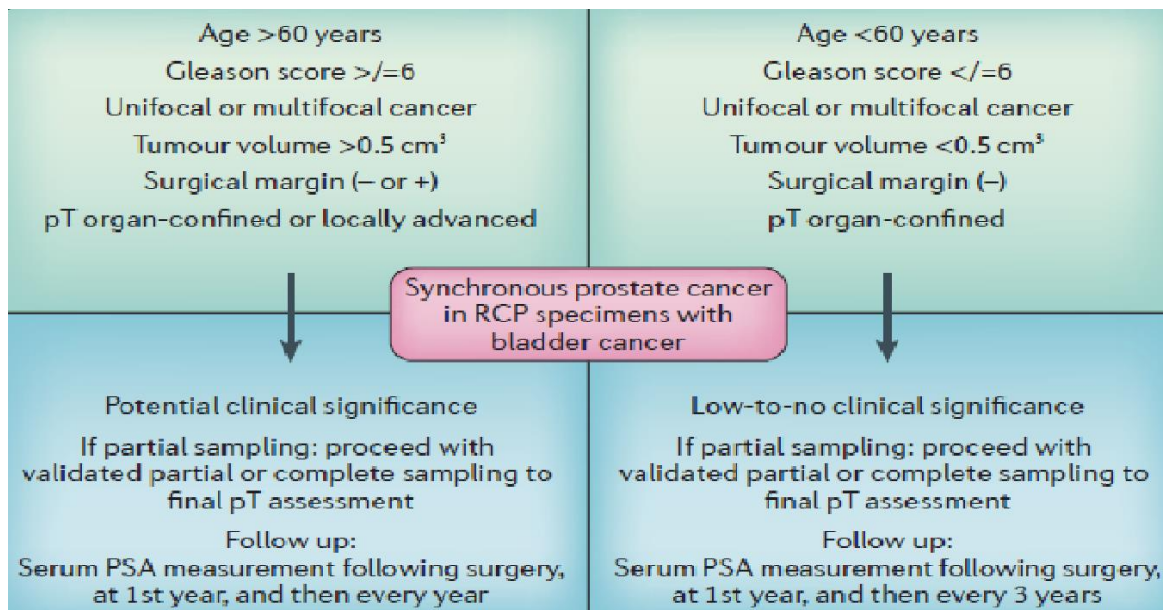 Age >60 years
Gleason score >/=6
Unifocal or multifocal cancer
Tumour volume >0.5 cm³
Surgical margin (– or +)
pT organ-confined or locally advanced
Age <60 years
Gleason score </=6
Unifocal or multifocal cancer
Tumour volume <0.5 cm³
Surgical margin (–)
pT organ-confined
Synchronous prostate cancer
in RCP specimens with
bladder cancer
Potential clinical significance
If partial sampling: proceed with
validated partial or complete sampling to
final pT assessment
Follow up:
Serum PSA measurement following surgery,
at 1st year, and then every year
Low-to-no clinical significance
If partial sampling: proceed with
validated partial or complete sampling to
final pT assessment
Follow up:
Serum PSA measurement following surgery,
at 1st year, and then every 3 years